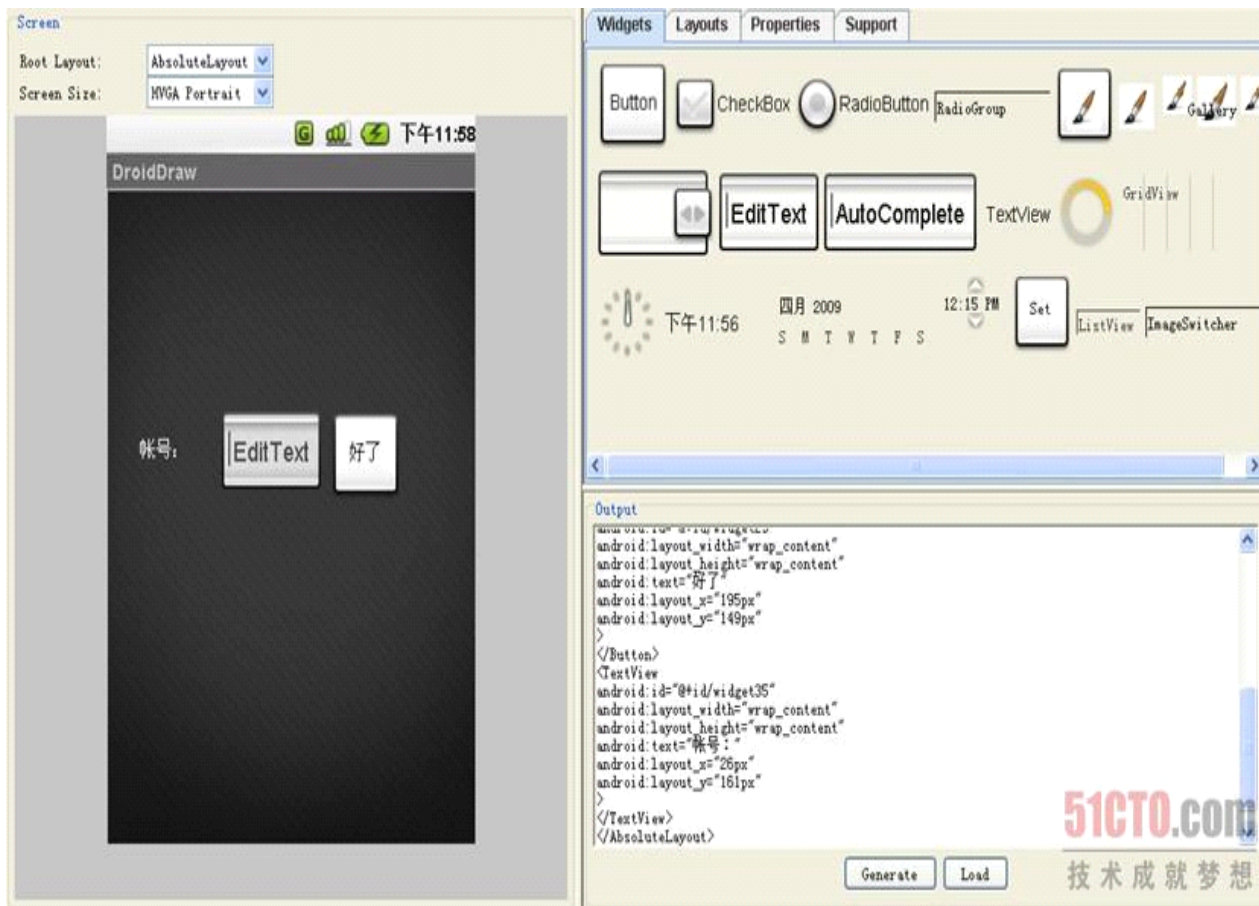 Screen
Root Layout:
AbsoluteLayout
Screen Size:
HVGA Portrait
下午11:58
DroidDraw
帐号:
EditText
好了
Widgets
Layouts
Properties
Support
Button
CheckBox
RadioButton
RadioGroup
Gallery
EditText
AutoComplete
TextView
GridView
下午11:56
四月 2009
S M T W T F S
12:15 PM
Set
ListView
ImageSwitcher
Output
android:layout_width="wrap_content"
android:layout_height="wrap_content"
android:text="好了"
android:layout_x="195px"
android:layout_y="149px"
>
</Button>
<TextView
android:id="@+id/widget35"
android:layout_width="wrap_content"
android:layout_height="wrap_content"
android:text="帐号:"
android:layout_x="26px"
android:layout_y="161px"
>
</TextView>
</AbsoluteLayout>
Generate
Load
51CTO.com
技术成就梦想